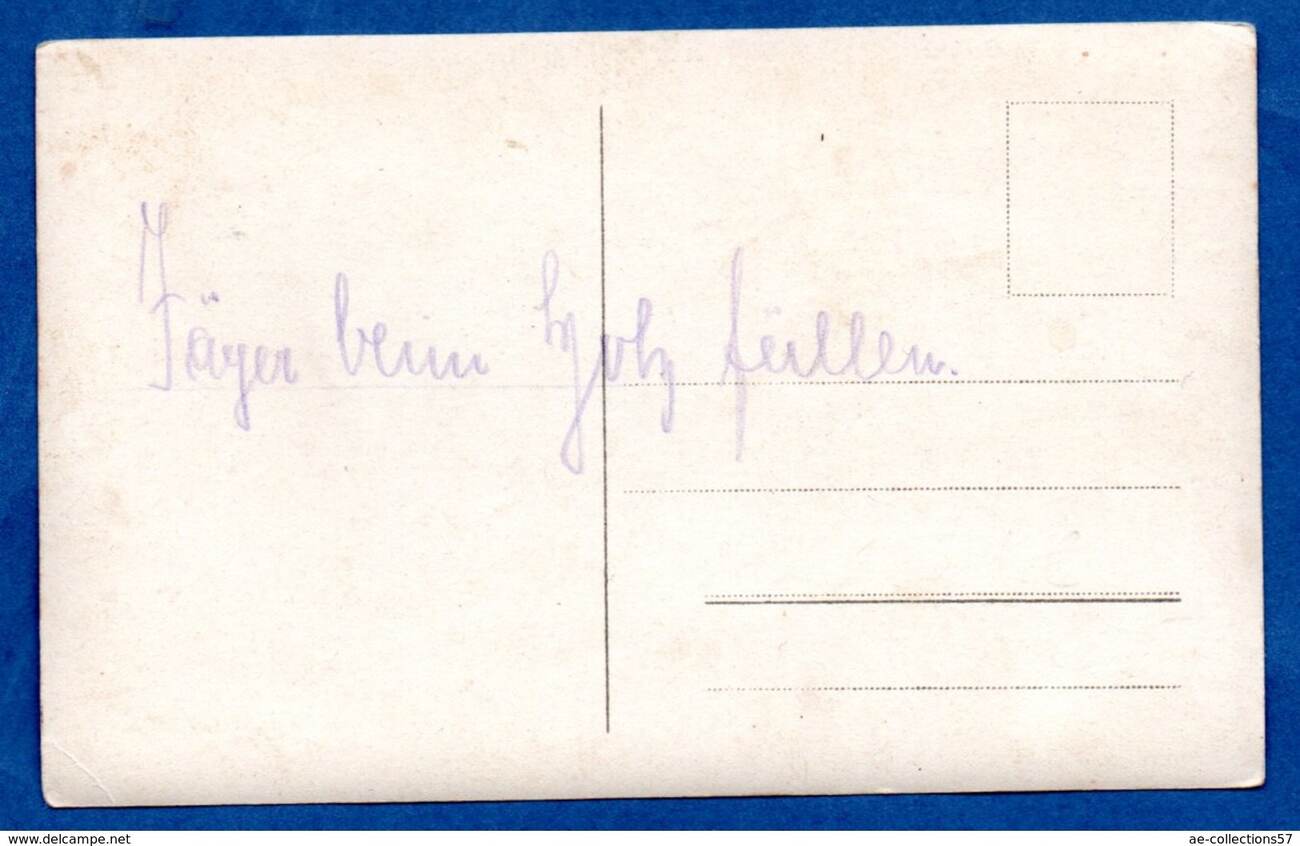 Jäger beim Holz fällen.
www.delcampe.net
ae-collections57